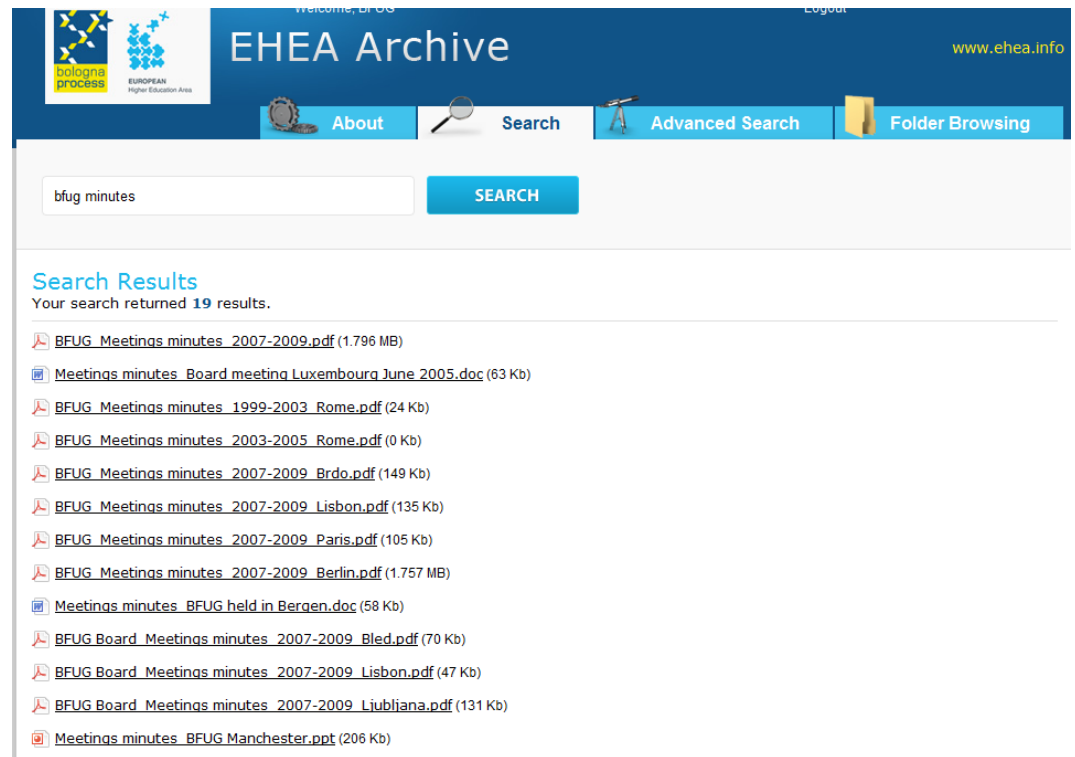 Welcome, BFUG
Logout
bologna
process
EUROPEAN
Higher Education Area
EHEA Archive
www.ehea.info
About
Search
Advanced Search
Folder Browsing
bfug minutes
SEARCH
Search Results
Your search returned 19 results.
BFUG_Meetings minutes_2007-2009.pdf (1.796 MB)
Meetings minutes_Board meeting Luxembourg June 2005.doc (63 Kb)
BFUG_Meetings minutes_1999-2003_Rome.pdf (24 Kb)
BFUG_Meetings minutes_2003-2005_Rome.pdf (0 Kb)
BFUG_Meetings minutes_2007-2009_Brdo.pdf (149 Kb)
BFUG_Meetings minutes_2007-2009_Lisbon.pdf (135 Kb)
BFUG_Meetings minutes_2007-2009_Paris.pdf (105 Kb)
BFUG_Meetings minutes_2007-2009_Berlin.pdf (1.757 MB)
Meetings minutes_BFUG held in Bergen.doc (58 Kb)
BFUG Board_Meetings minutes_2007-2009_Bled.pdf (70 Kb)
BFUG Board_Meetings minutes_2007-2009_Lisbon.pdf (47 Kb)
BFUG Board_Meetings minutes_2007-2009_Ljubljana.pdf (131 Kb)
Meetings minutes_BFUG Manchester.ppt (206 Kb)